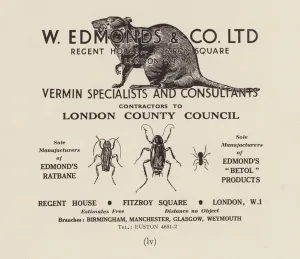 W. EDMONDS & CO. LTD
REGENT HOUSE SQUARE
VERMIN SPECIALISTS AND CONSULTANTS
CONTRACTORS TO
LONDON COUNTY COUNCIL
Sole
Manufacturers
of
EDMOND'S
RATBANE
Sole
Manufacturers
of
EDMOND'S
"BETOL"
PRODUCTS
REGENT HOUSE • FITZROY SQUARE • LONDON, W.1
Estimates Free Distance no Object
Branches: BIRMINGHAM, MANCHESTER, GLASGOW, WEYMOUTH
TEL.: EUSTON 4681-2
(iv)